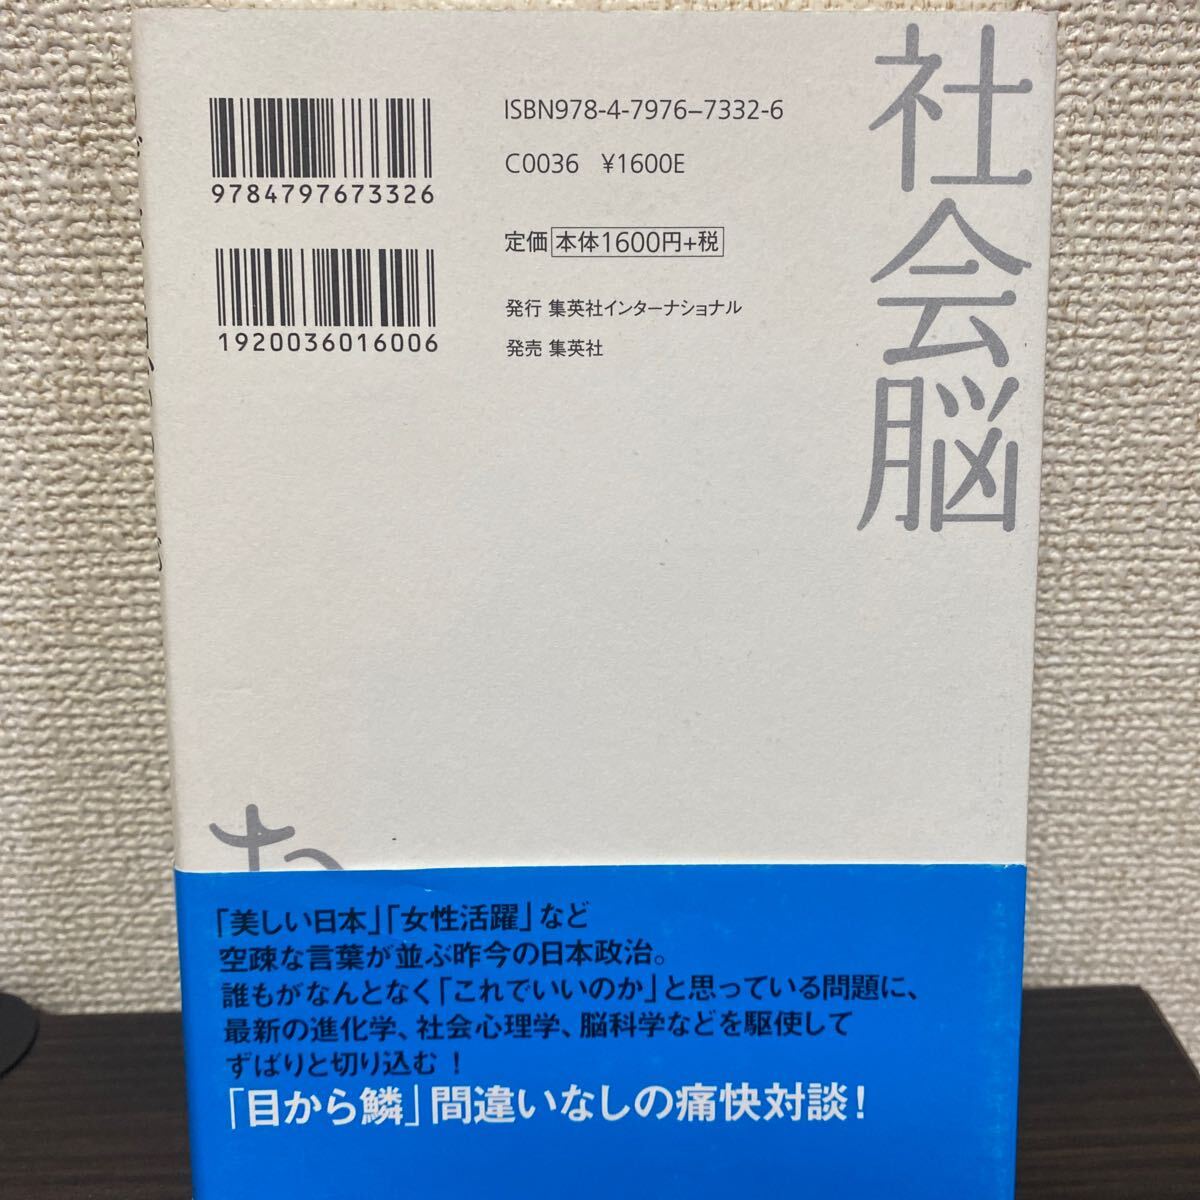 社会脳
ISBN978-4-7976-7332-6
C0036 ¥1600E
9784797673326
定価 本体1600円+税
1920036016006
発行 集英社インターナショナル
発売 集英社
「美しい日本」「女性活躍」など
空疎な言葉が並ぶ昨今の日本政治。
誰もがなんとなく「これでいいのか」と思っている問題に、
最新の進化学、社会心理学、脳科学などを駆使して
ずばりと切り込む!
「目から鱗」間違いなしの痛快対談!